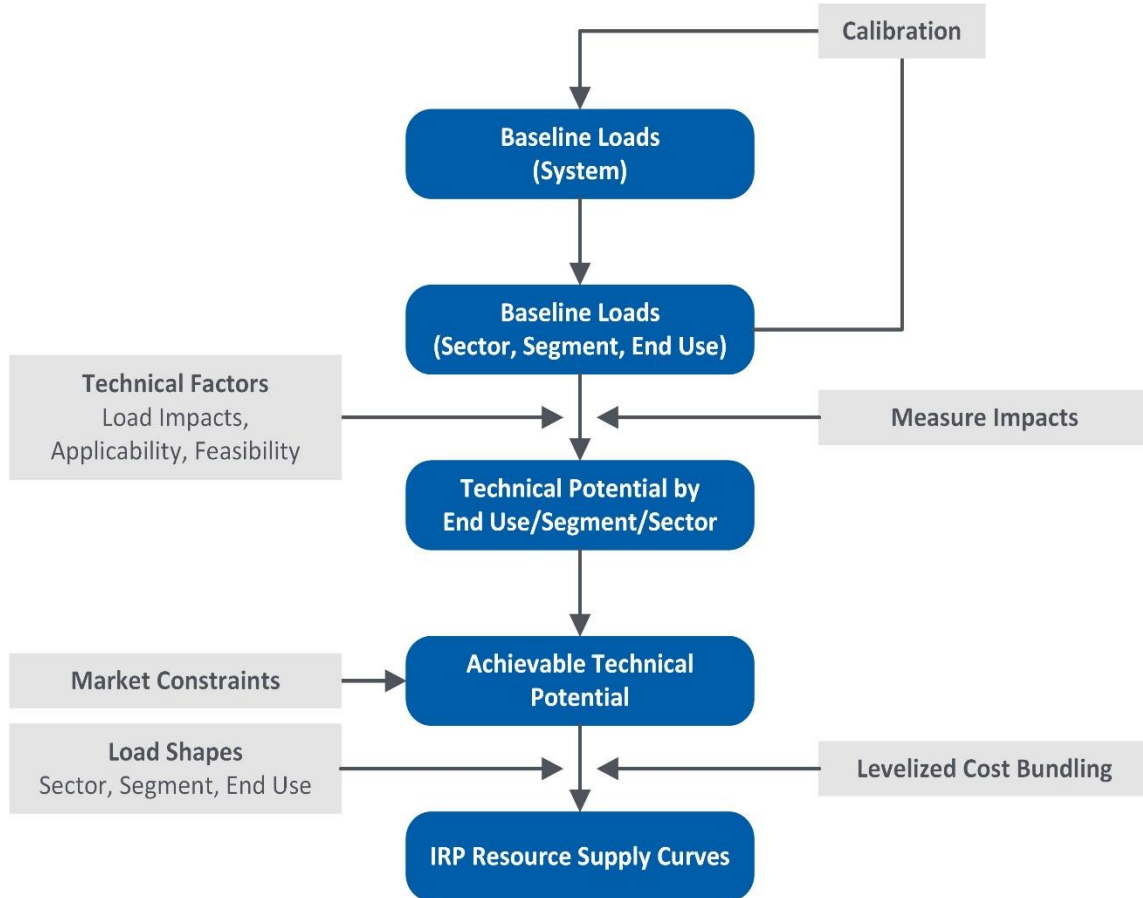 Calibration
Baseline Loads
(System)
Baseline Loads
(Sector, Segment, End Use)
Technical Factors
Load Impacts,
Applicability, Feasibility
Measure Impacts
Technical Potential by
End Use/Segment/Sector
Achievable Technical
Potential
Market Constraints
Load Shapes
Sector, Segment, End Use
Levelized Cost Bundling
IRP Resource Supply Curves